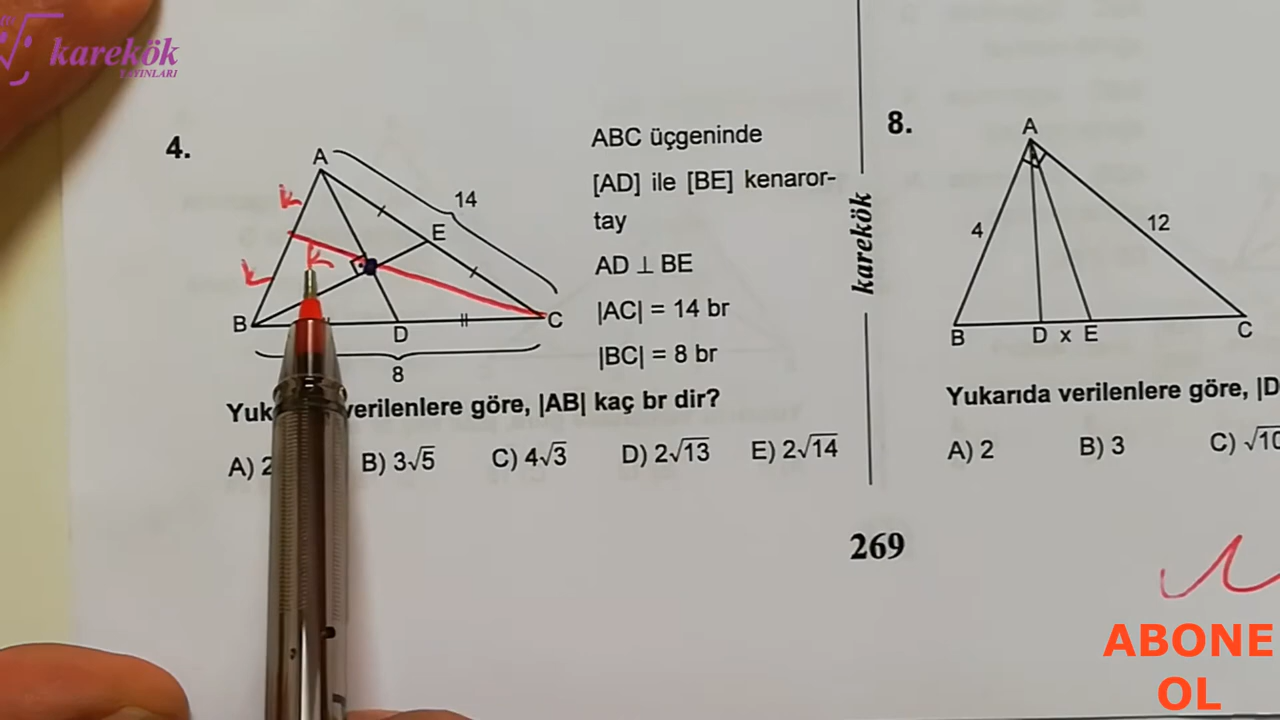 karekök
YAYINLARI
4.
A
14
E
B
D
C
8
k
k
k
ABC üçgeninde
[AD] ile [BE] kenaror-
tay
AD ⊥ BE
|AC| = 14 br
|BC| = 8 br
verilenlere göre, |AB| kaç br dir?
A) 2 B) 3√5 C) 4√3 D) 2√13 E) 2√14
karekök
269
8.
A
4
12
B D x E C
Yukarıda verilenlere göre, |D
A) 2 B) 3 C) √10
ABONE
OL